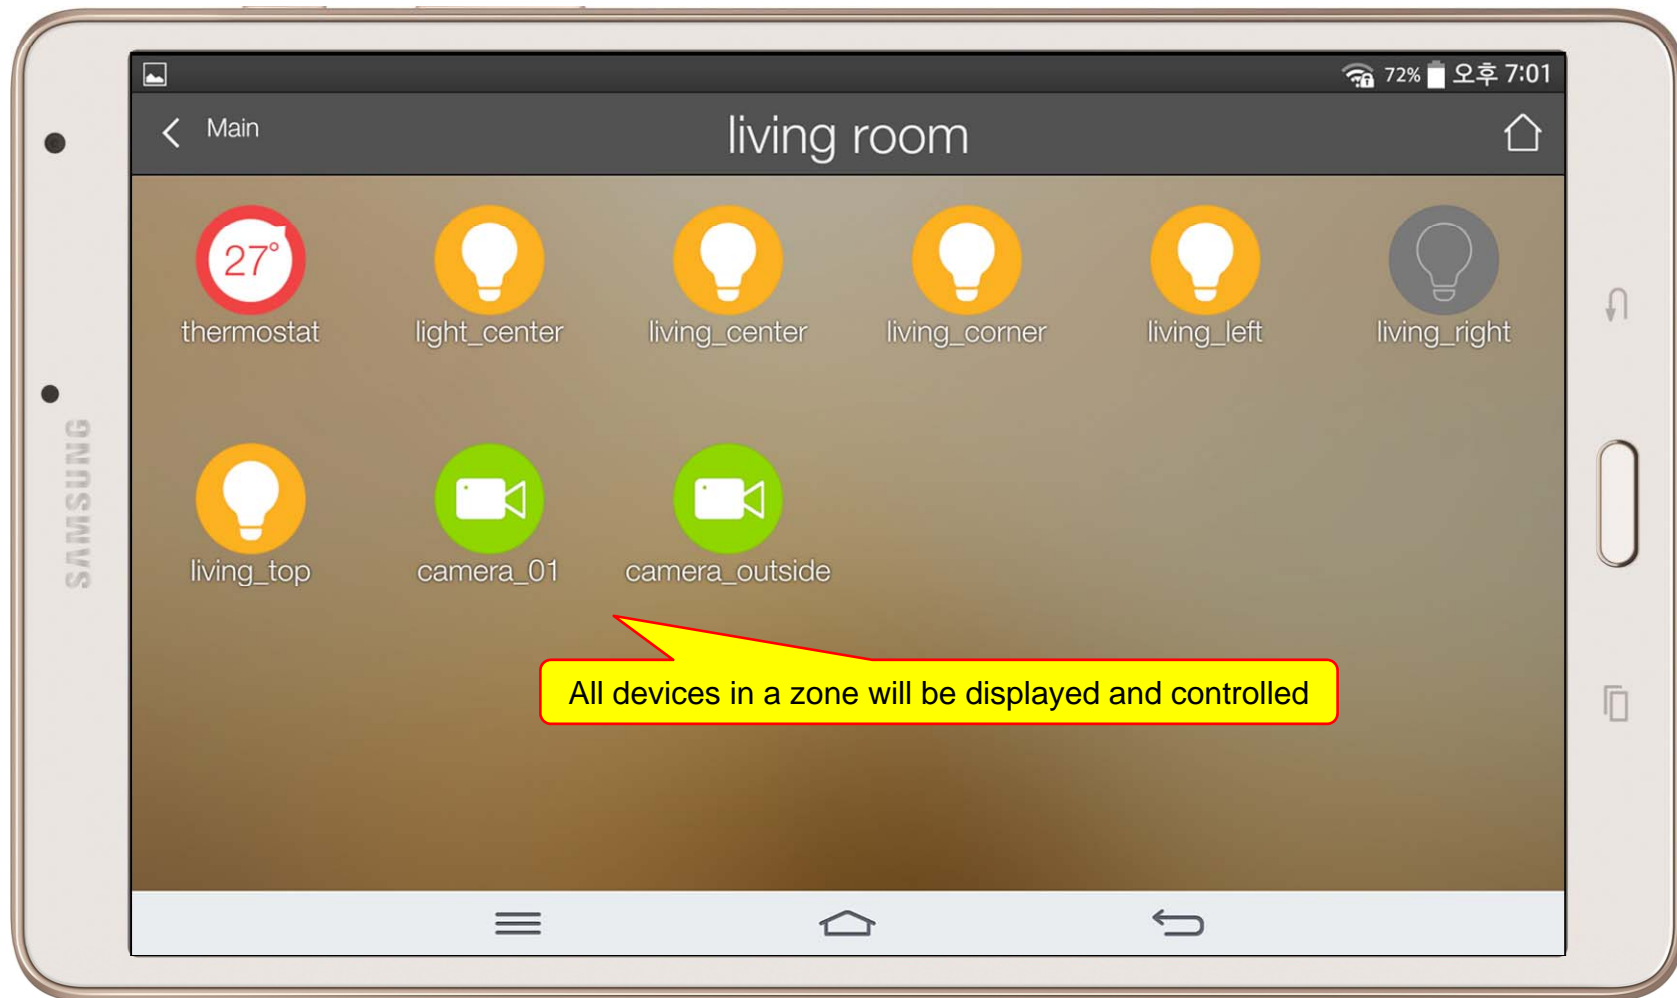 72% 오후 7:01
Main
living room
27°
thermostat
light_center
living_center
living_corner
living_left
living_right
living_top
camera_01
camera_outside
All devices in a zone will be displayed and controlled
SAMSUNG